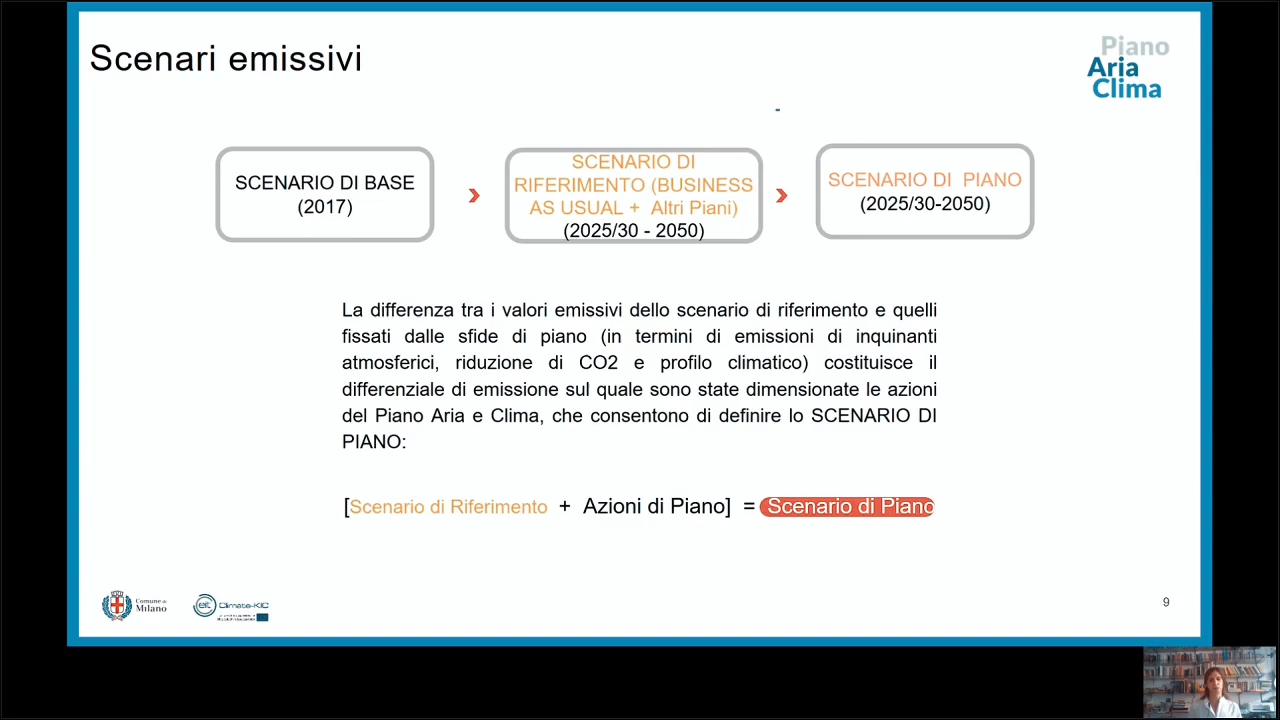 Scenari emissivi
Piano
Aria
Clima
-
SCENARIO DI BASE
(2017)
SCENARIO DI
RIFERIMENTO (BUSINESS
AS USUAL + Altri Piani)
(2025/30 - 2050)
SCENARIO DI PIANO
(2025/30-2050)
La differenza tra i valori emissivi dello scenario di riferimento e quelli
fissati dalle sfide di piano (in termini di emissioni di inquinanti
atmosferici, riduzione di CO2 e profilo climatico) costituisce il
differenziale di emissione sul quale sono state dimensionate le azioni
del Piano Aria e Clima, che consentono di definire lo SCENARIO DI
PIANO:
[Scenario di Riferimento + Azioni di Piano] = Scenario di Piano
Comune di
Milano
eit Climate-KIC
9